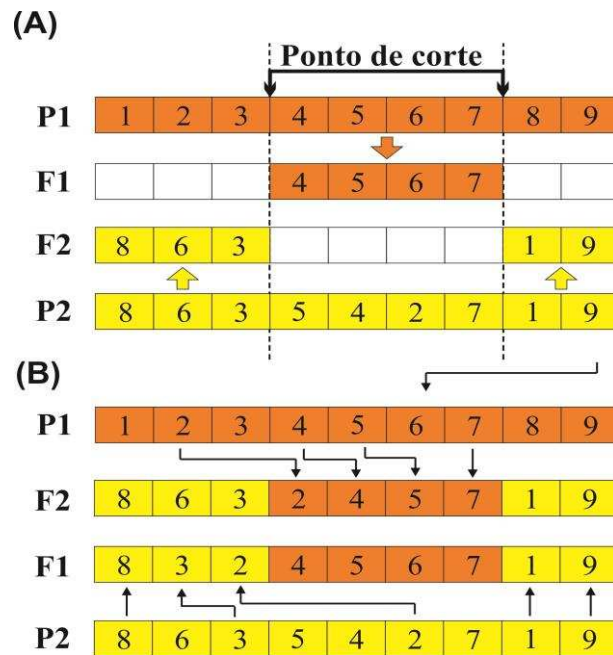 (A)
Ponto de corte
P1 1 2 3 4 5 6 7 8 9
F1 4 5 6 7
F2 8 6 3 1 9
P2 8 6 3 5 4 2 7 1 9
(B)
P1 1 2 3 4 5 6 7 8 9
F2 8 6 3 2 4 5 7 1 9
F1 8 3 2 4 5 6 7 1 9
P2 8 6 3 5 4 2 7 1 9